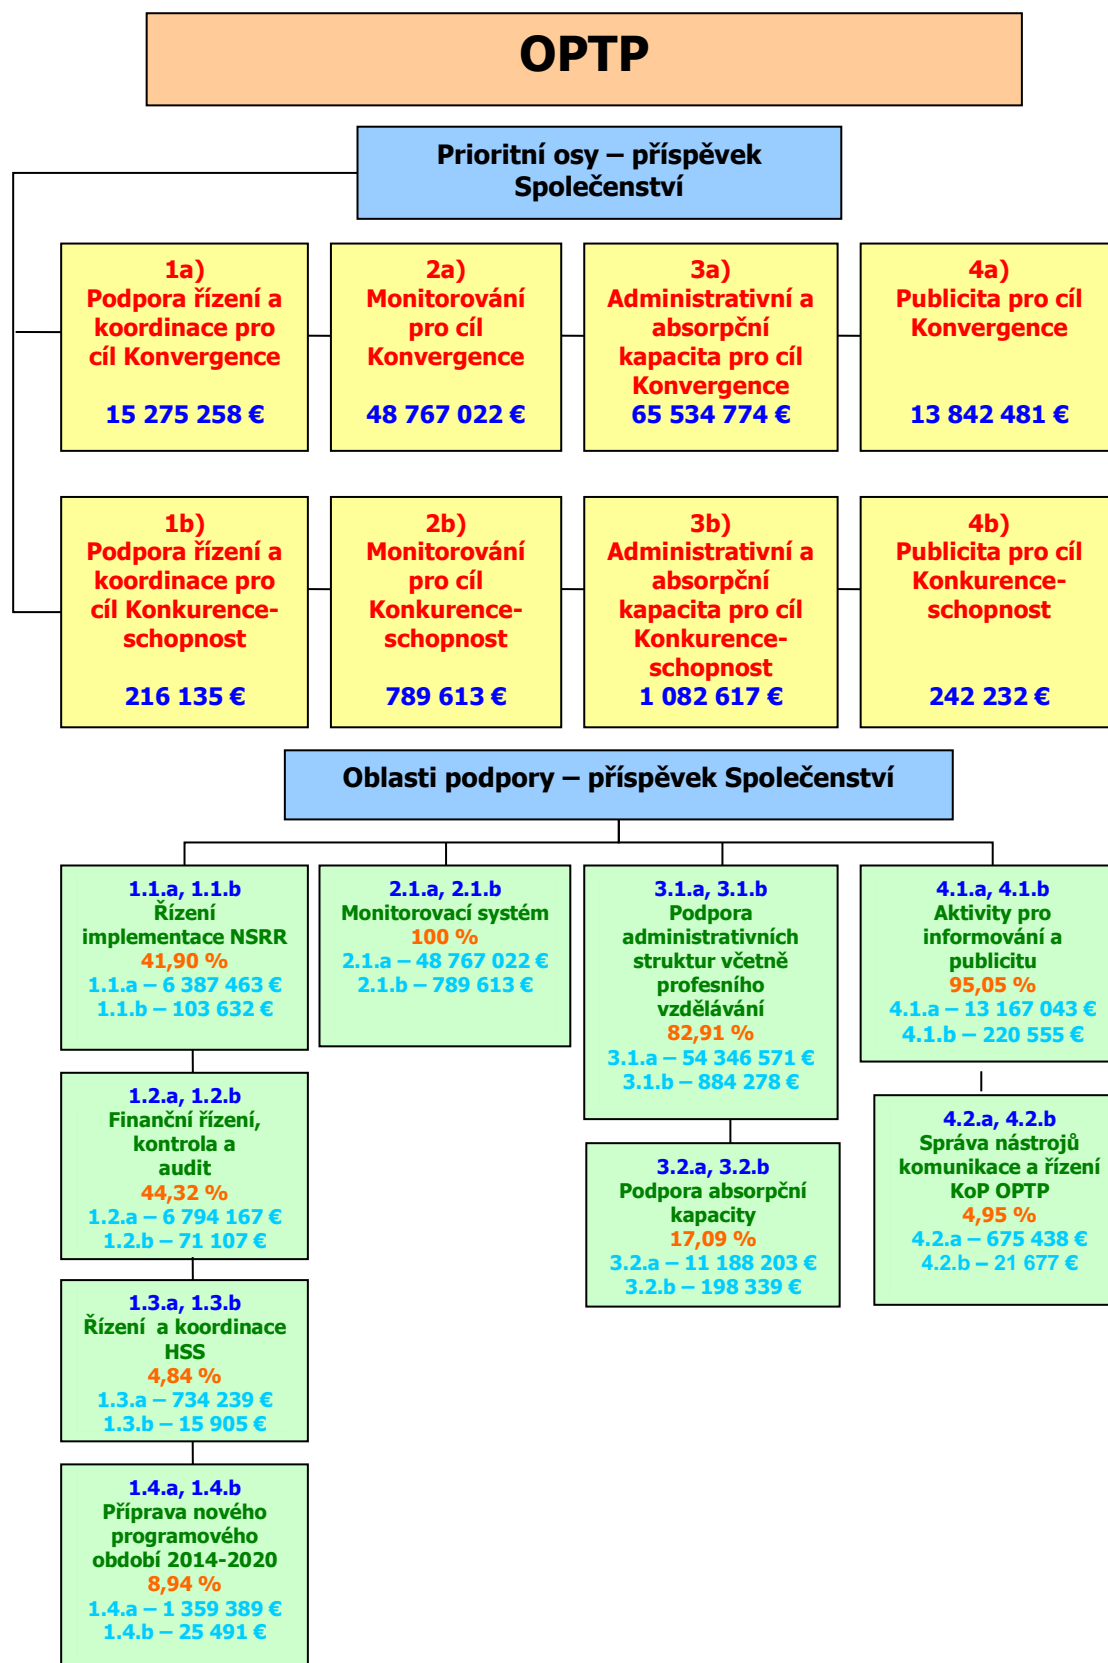 OPTP
Prioritní osy – příspěvek
Společenství
1a)
Podpora řízení a
koordinace pro
cíl Konvergence
15 275 258 €
2a)
Monitorování
pro cíl
Konvergence
48 767 022 €
3a)
Administrativní a
absorpční
kapacita pro cíl
Konvergence
65 534 774 €
4a)
Publicita pro cíl
Konvergence
13 842 481 €
1b)
Podpora řízení a
koordinace pro
cíl Konkurence-
schopnost
216 135 €
2b)
Monitorování
pro cíl
Konkurence-
schopnost
789 613 €
3b)
Administrativní a
absorpční
kapacita pro cíl
Konkurence-
schopnost
1 082 617 €
4b)
Publicita pro cíl
Konkurence-
schopnost
242 232 €
Oblasti podpory – příspěvek Společenství
1.1.a, 1.1.b
Řízení
implementace NSRR
41,90 %
1.1.a – 6 387 463 €
1.1.b – 103 632 €
2.1.a, 2.1.b
Monitorovací systém
100 %
2.1.a – 48 767 022 €
2.1.b – 789 613 €
3.1.a, 3.1.b
Podpora
administrativních
struktur včetně
profesního
vzdělávání
82,91 %
3.1.a – 54 346 571 €
3.1.b – 884 278 €
4.1.a, 4.1.b
Aktivity pro
informování a
publicitu
95,05 %
4.1.a – 13 167 043 €
4.1.b – 220 555 €
1.2.a, 1.2.b
Finanční řízení,
kontrola a
audit
44,32 %
1.2.a – 6 794 167 €
1.2.b – 71 107 €
3.2.a, 3.2.b
Podpora absorpční
kapacity
17,09 %
3.2.a – 11 188 203 €
3.2.b – 198 339 €
4.2.a, 4.2.b
Správa nástrojů
komunikace a řízení
KoP OPTP
4,95 %
4.2.a – 675 438 €
4.2.b – 21 677 €
1.3.a, 1.3.b
Řízení  a koordinace
HSS
4,84 %
1.3.a – 734 239 €
1.3.b – 15 905 €
1.4.a, 1.4.b
Příprava nového
programového
období 2014-2020
8,94 %
1.4.a – 1 359 389 €
1.4.b – 25 491 €